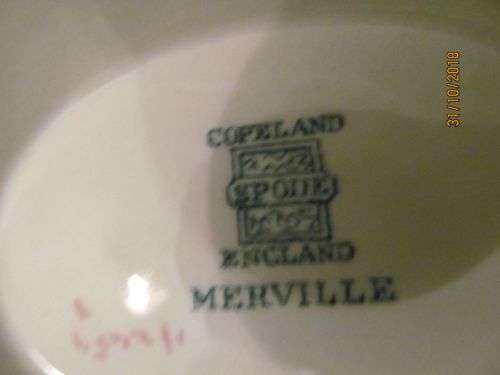 COPELAND
SPODE
ENGLAND
MERVILLE
31/10/2018